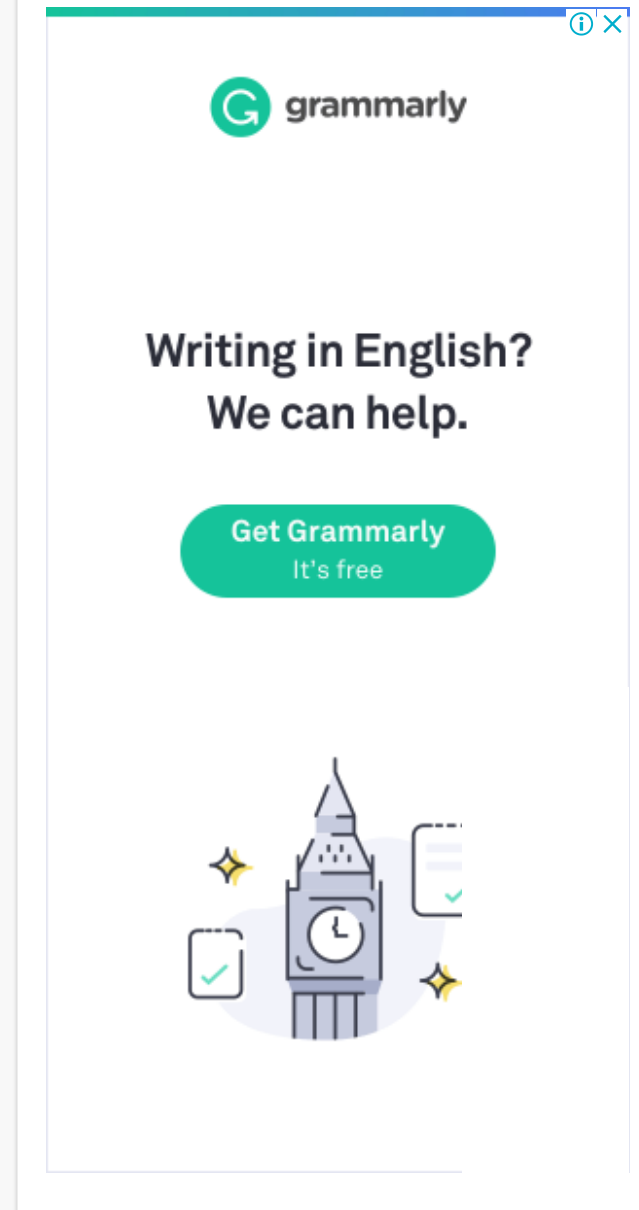 grammarly
Writing in English?
We can help.
Get Grammarly
It's free